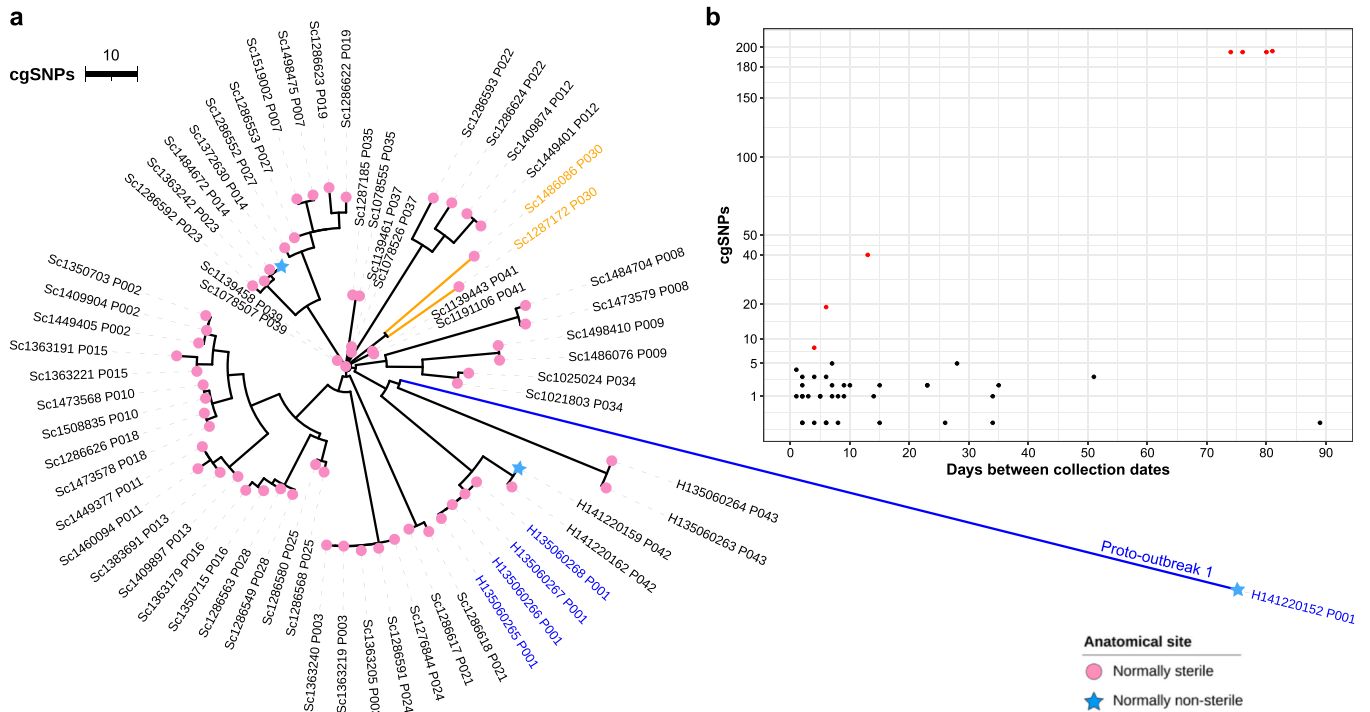 a
10
cgSNPs
Sc1286592 P023
Sc1363242 P023
Sc1484672 P014
Sc1372630 P014
Sc1286552 P027
Sc1286553 P027
Sc1519002 P007
Sc1498475 P007
Sc1286623 P019
Sc1286622 P019
Sc1287185 P035
Sc1078555 P035
Sc1139461 P037
Sc1078526 P037
Sc1286593 P022
Sc1286624 P022
Sc1409874 P012
Sc1449401 P012
Sc1486086 P030
Sc1287172 P030
Sc1139443 P041
Sc1191106 P041
Sc1484704 P008
Sc1473579 P008
Sc1498410 P009
Sc1486076 P009
Sc1025024 P034
Sc1021803 P034
H135060264 P043
H135060263 P043
H141220159 P042
H141220162 P042
H135060268 P001
H135060267 P001
H135060266 P001
H135060265 P001
Sc1286618 P021
Sc1286617 P021
Sc1276844 P024
Sc1286591 P024
Sc1363205 P003
Sc1363219 P003
Sc1363240 P003
Sc1286568 P025
Sc1286580 P025
Sc1286549 P028
Sc1286563 P028
Sc1350715 P016
Sc1363179 P016
Sc1409897 P013
Sc1383691 P013
Sc1460094 P011
Sc1449377 P011
Sc1473578 P018
Sc1286626 P018
Sc1508835 P010
Sc1473568 P010
Sc1363221 P015
Sc1363191 P015
Sc1449405 P002
Sc1409904 P002
Sc1350703 P002
Sc1139458 P039
Sc1078507 P039
Proto-outbreak 1
H141220152 P001
b
cgSNPs
200
180
150
100
50
40
20
10
5
1
0 10 20 30 40 50 60 70 80 90
Days between collection dates
Anatomical site
Normally sterile
Normally non-sterile